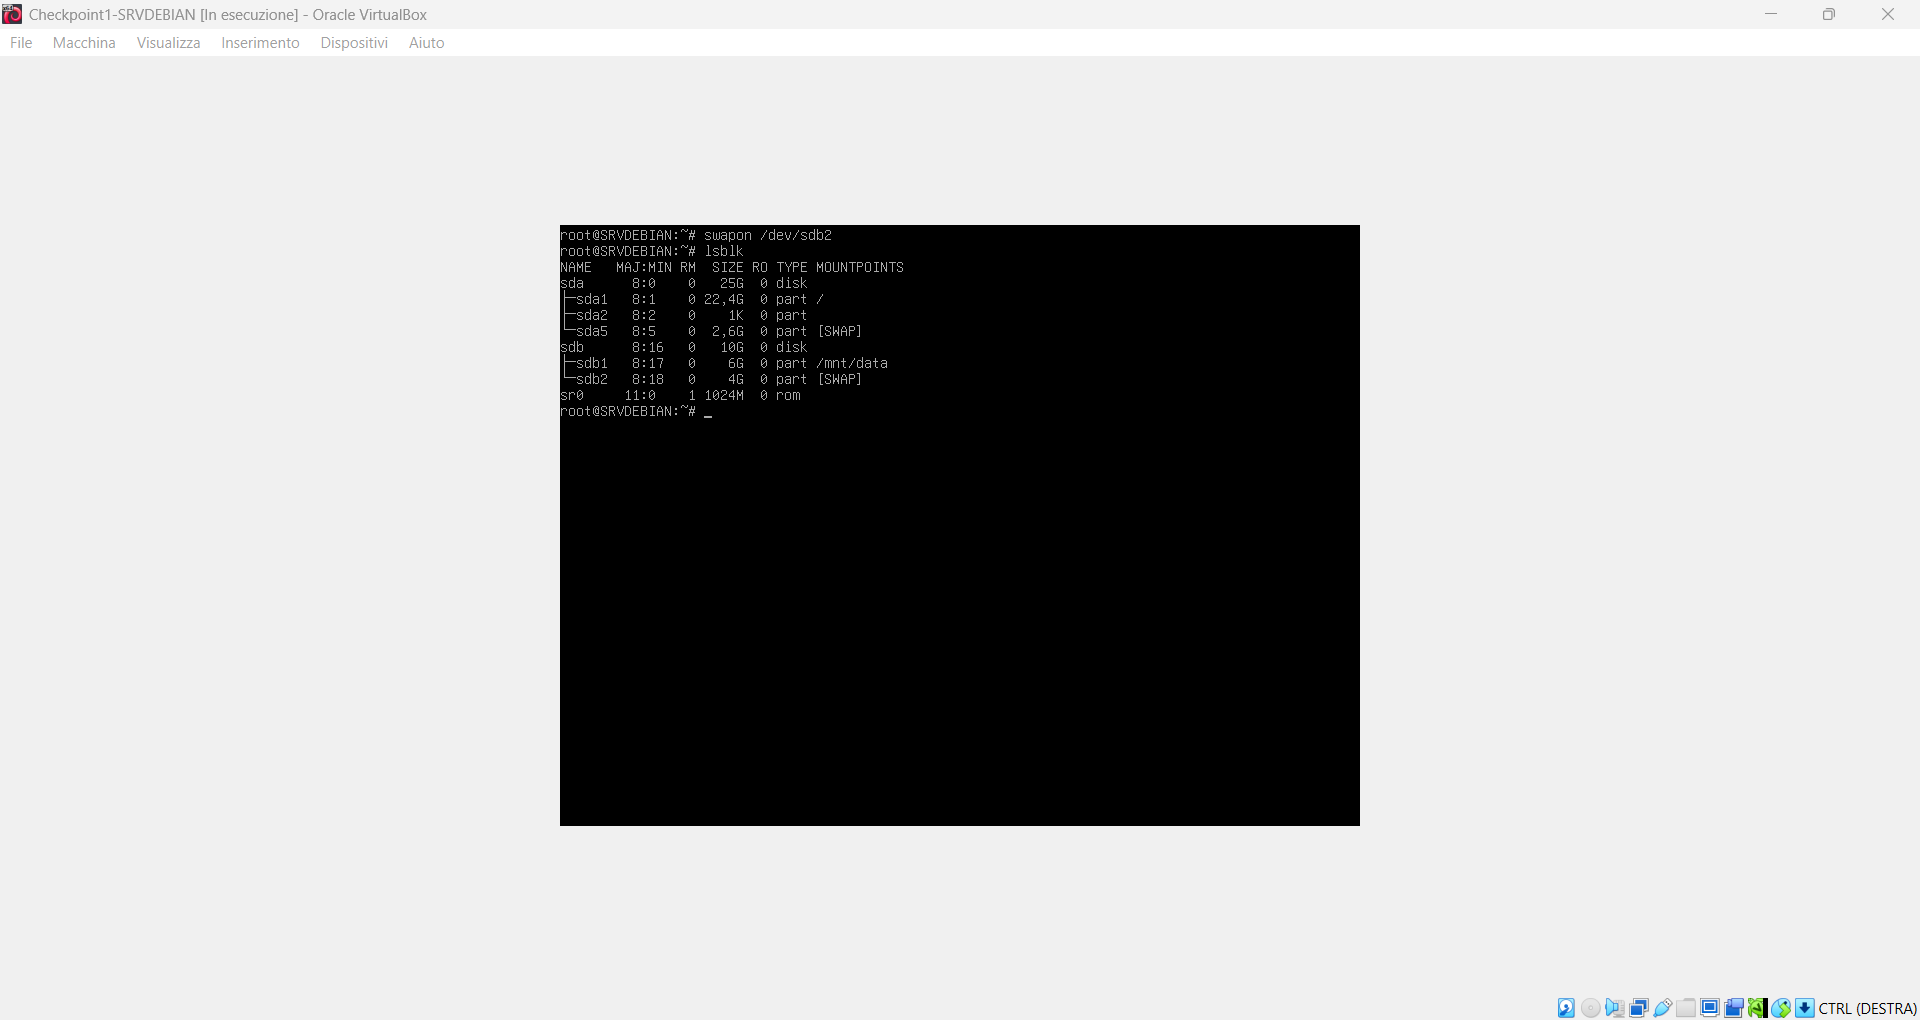 Checkpoint1-SRVDEBIAN [In esecuzione] - Oracle VirtualBox
File Macchina Visualizza Inserimento Dispositivi Aiuto
root@SRVDEBIAN:~# swapon /dev/sdb2
root@SRVDEBIAN:~# lsblk
NAME   MAJ:MIN RM  SIZE RO TYPE MOUNTPOINTS
sda      8:0    0   25G  0 disk
├─sda1   8:1    0 22,4G  0 part /
├─sda2   8:2    0    1K  0 part
└─sda5   8:5    0  2,6G  0 part [SWAP]
sdb      8:16   0   10G  0 disk
├─sdb1   8:17   0    6G  0 part /mnt/data
└─sdb2   8:18   0    4G  0 part [SWAP]
sr0     11:0    1 1024M  0 rom
root@SRVDEBIAN:~# _
CTRL (DESTRA)